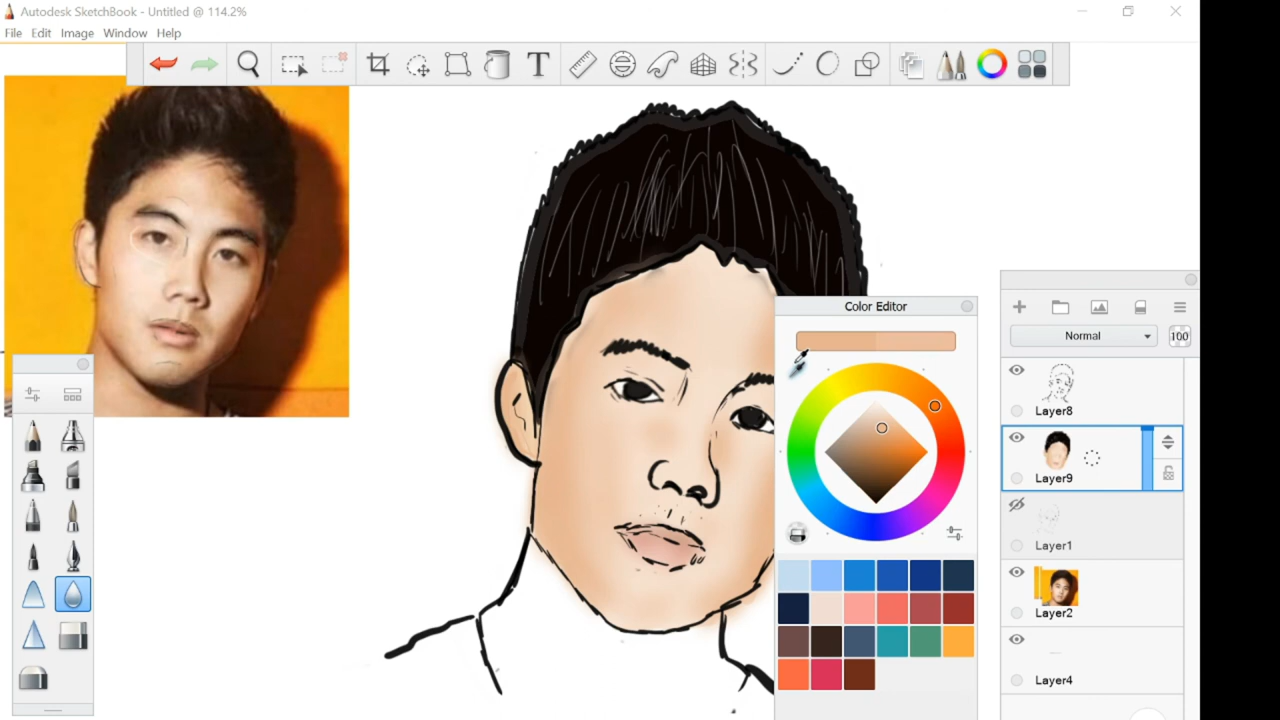 Autodesk SketchBook - Untitled @ 114.2%
File Edit Image Window Help
T
Color Editor
Normal
100
Layer8
Layer9
Layer1
Layer2
Layer4